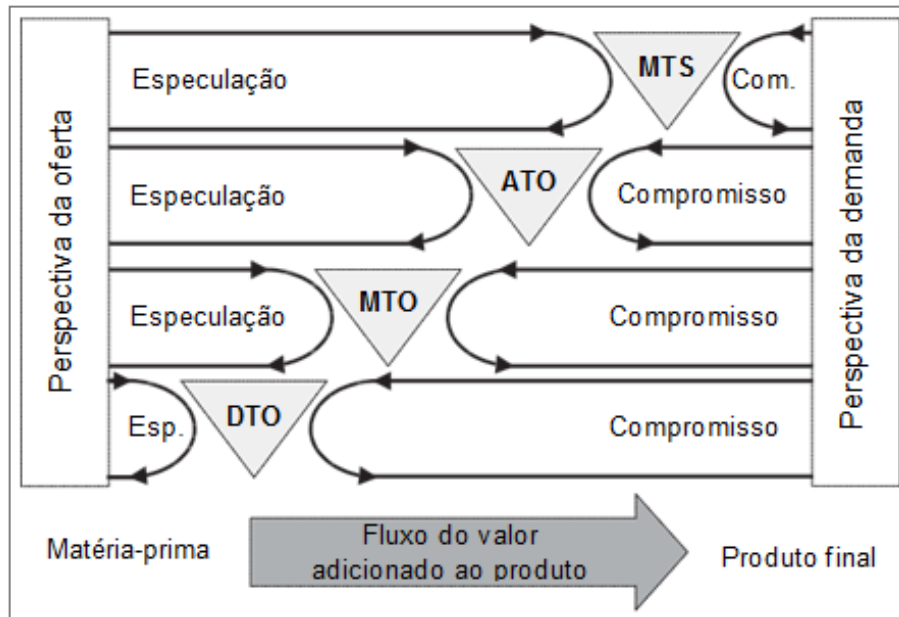 Perspectiva da oferta
Especulação
MTS
Com.
Especulação
ATO
Compromisso
Especulação
MTO
Compromisso
Esp.
DTO
Compromisso
Perspectiva da demanda
Matéria-prima
Fluxo do valor
adicionado ao produto
Produto final